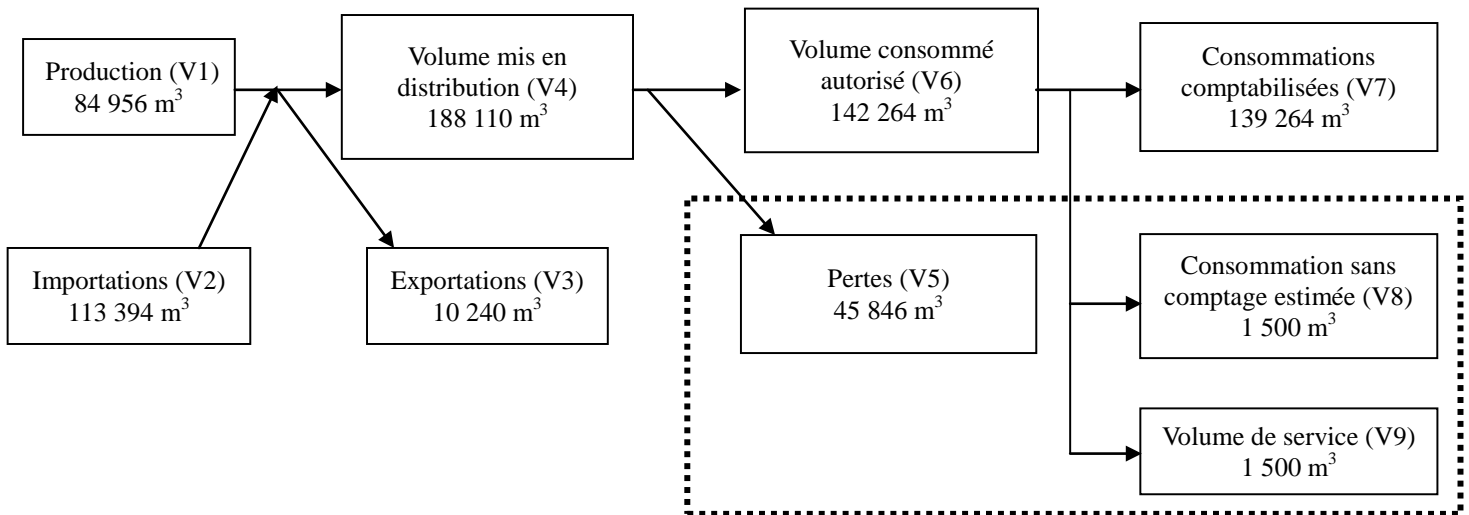 Production (V1)
84 956 m³
Volume mis en
distribution (V4)
188 110 m³
Volume consommé
autorisé (V6)
142 264 m³
Consommations
comptabilisées (V7)
139 264 m³
Importations (V2)
113 394 m³
Exportations (V3)
10 240 m³
Pertes (V5)
45 846 m³
Consommation sans
comptage estimée (V8)
1 500 m³
Volume de service (V9)
1 500 m³